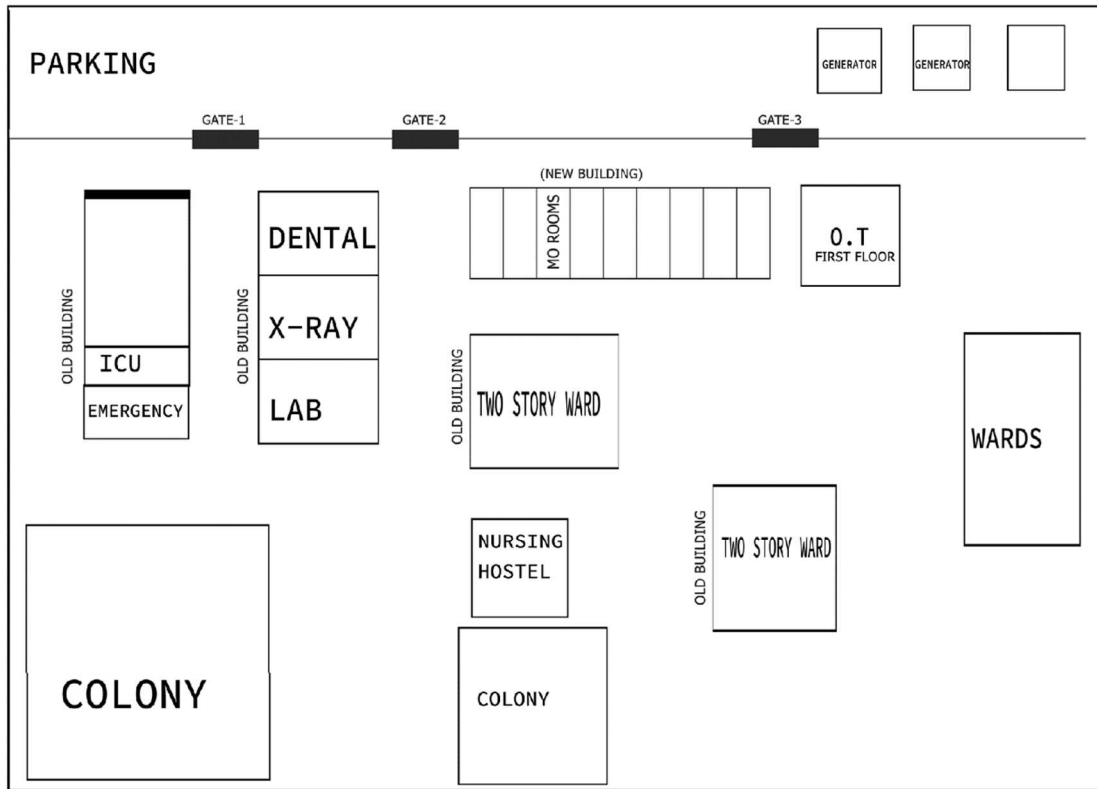 PARKING
GENERATOR
GENERATOR
GATE-1
GATE-2
GATE-3
(NEW BUILDING)
OLD BUILDING
ICU
EMERGENCY
OLD BUILDING
DENTAL
X-RAY
LAB
MO ROOMS
O.T
FIRST FLOOR
OLD BUILDING
TWO STORY WARD
WARDS
OLD BUILDING
TWO STORY WARD
NURSING
HOSTEL
COLONY
COLONY